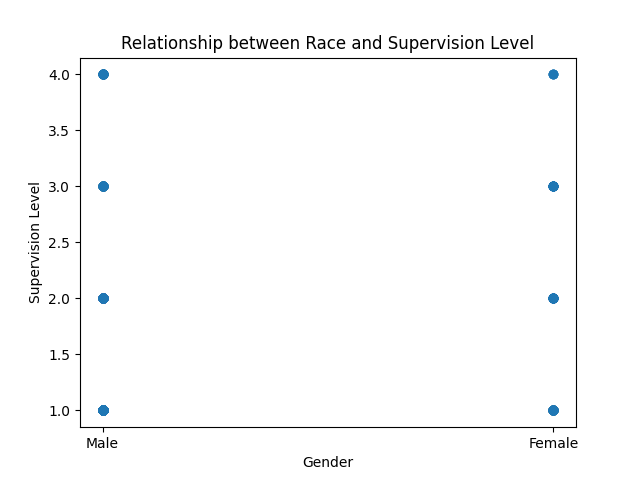 Relationship between Race and Supervision Level
4.0
3.5
3.0
2.5
2.0
1.5
1.0
Supervision Level
Male
Female
Gender